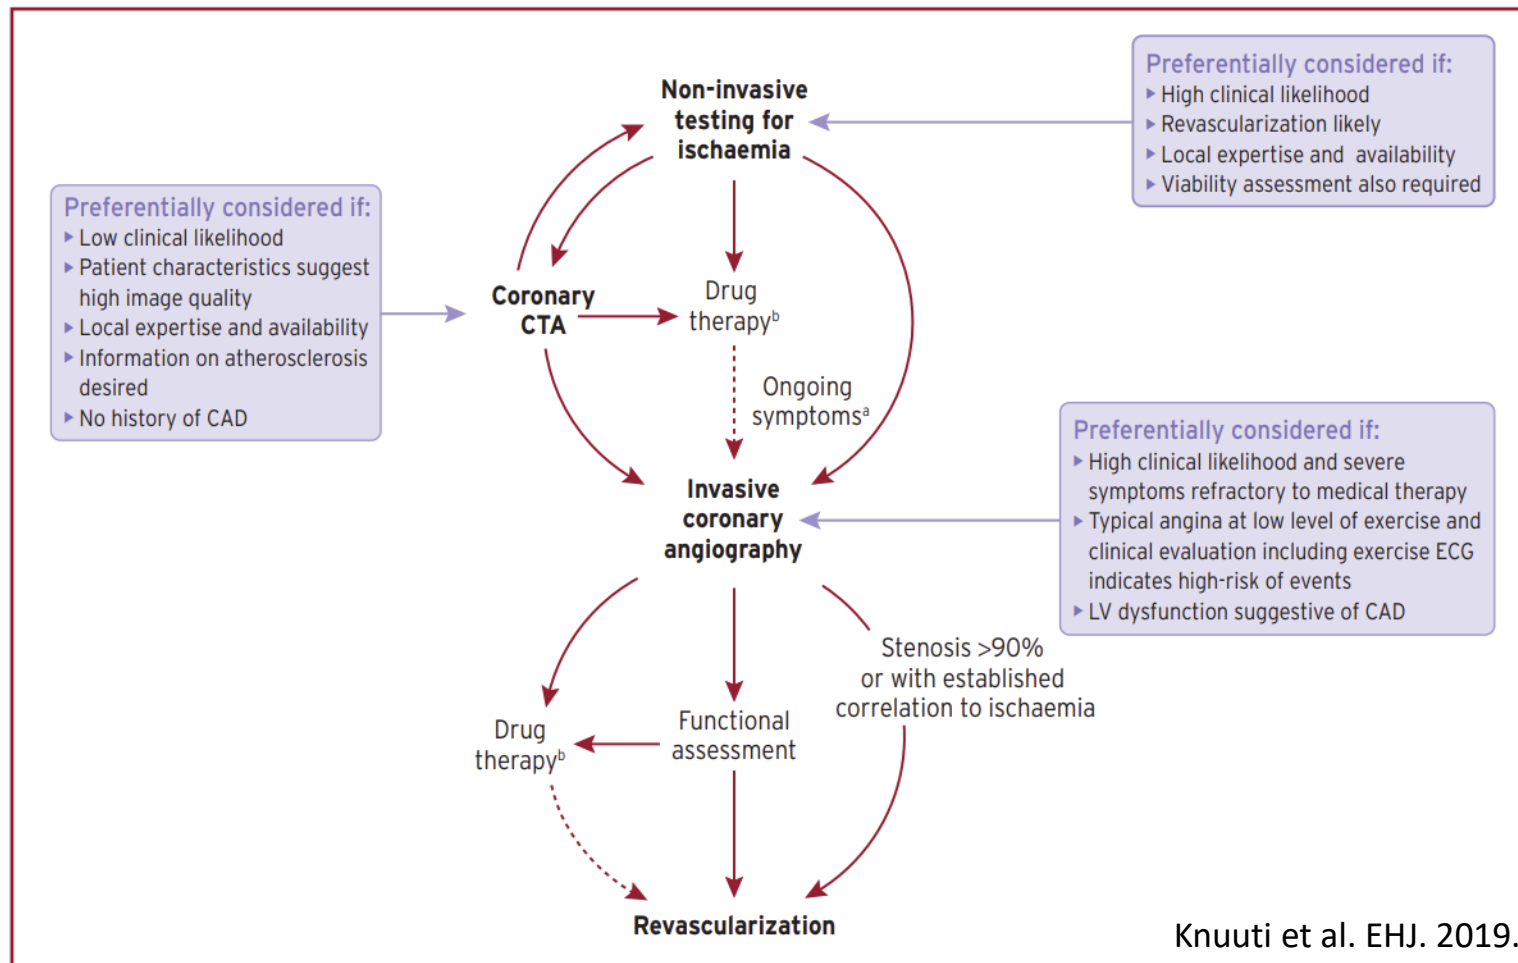 Non-invasive
testing for
ischaemia
Preferentially considered if:
▸ High clinical likelihood
▸ Revascularization likely
▸ Local expertise and availability
▸ Viability assessment also required
Preferentially considered if:
▸ Low clinical likelihood
▸ Patient characteristics suggest
high image quality
▸ Local expertise and availability
▸ Information on atherosclerosis
desired
▸ No history of CAD
Coronary
CTA
Drug
therapyᵇ
Ongoing
symptomsᵃ
Invasive
coronary
angiography
Preferentially considered if:
▸ High clinical likelihood and severe
symptoms refractory to medical therapy
▸ Typical angina at low level of exercise and
clinical evaluation including exercise ECG
indicates high-risk of events
▸ LV dysfunction suggestive of CAD
Stenosis >90%
or with established
correlation to ischaemia
Drug
therapyᵇ
Functional
assessment
Revascularization
Knuuti et al. EHJ. 2019.